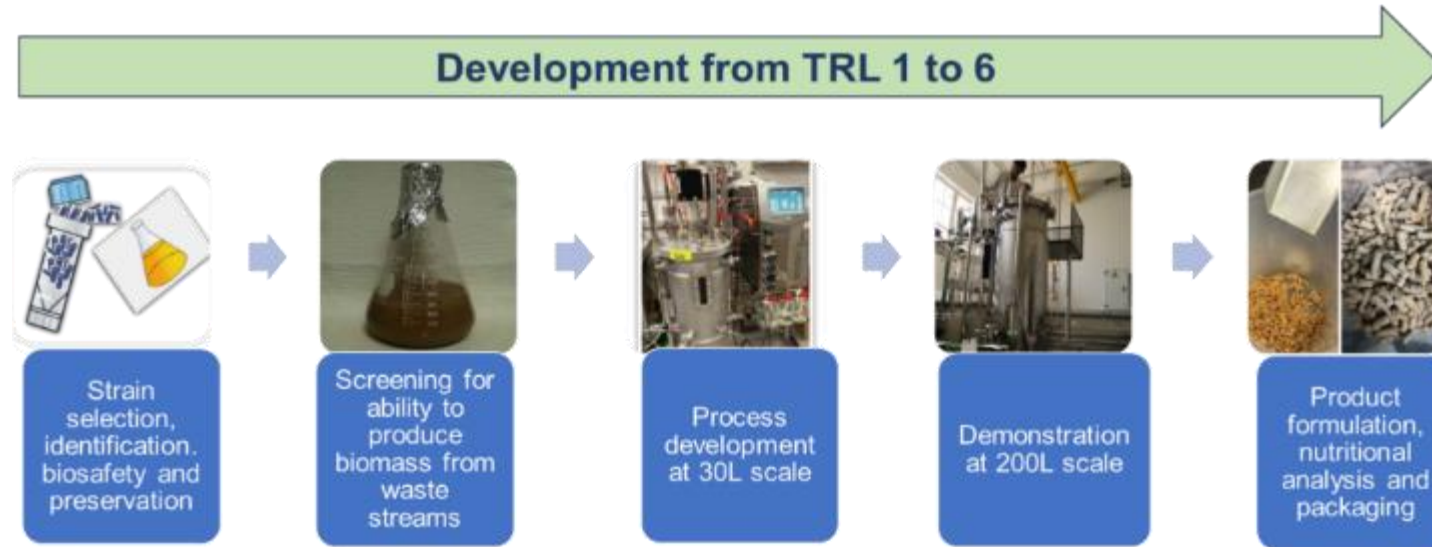 Development from TRL 1 to 6
Strain
selection,
identification.
biosafety and
preservation
Screening for
ability to
produce
biomass from
waste
streams
Process
development
at 30L scale
Demonstration
at 200L scale
Product
formulation,
nutritional
analysis and
packaging